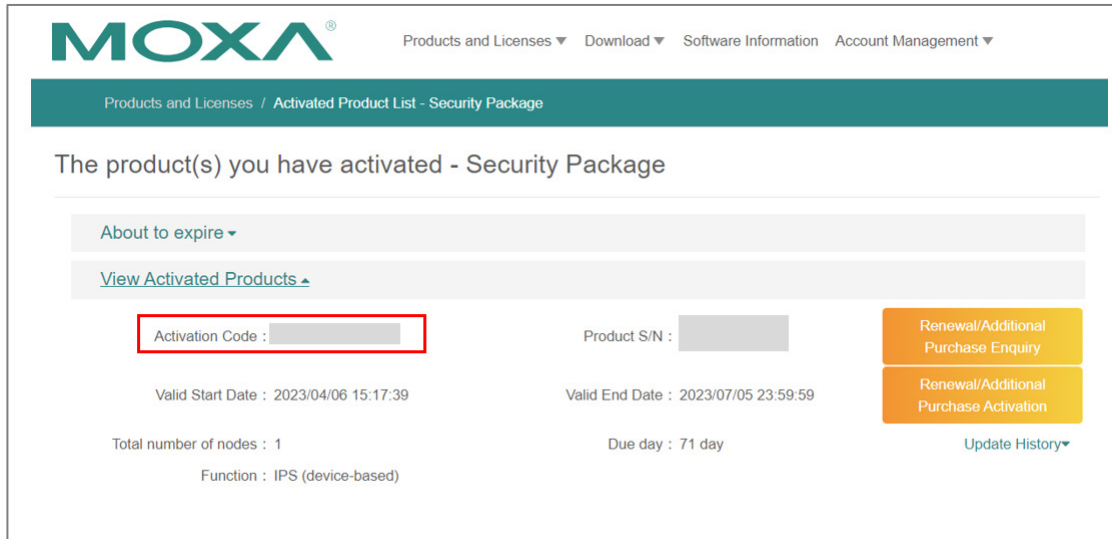 MOXA®
Products and Licenses ▼ Download ▼ Software Information Account Management ▼
Products and Licenses / Activated Product List - Security Package
The product(s) you have activated - Security Package
About to expire ▾
View Activated Products ▴
Activation Code :
Product S/N :
Renewal/Additional
Purchase Enquiry
Valid Start Date : 2023/04/06 15:17:39
Valid End Date : 2023/07/05 23:59:59
Renewal/Additional
Purchase Activation
Total number of nodes : 1
Due day : 71 day
Update History▾
Function : IPS (device-based)